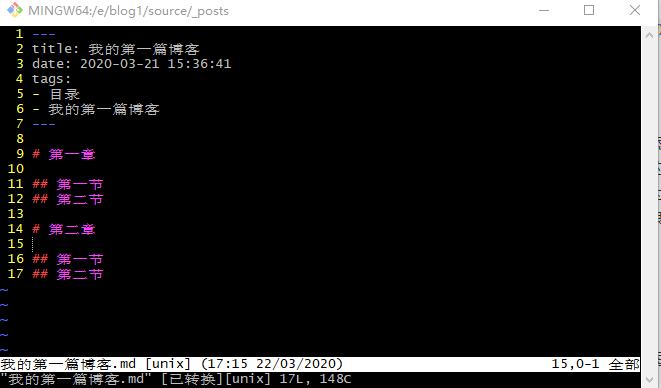 MINGW64:/e/blog1/source/_posts
1 ---
2 title: 我的第一篇博客
3 date: 2020-03-21 15:36:41
4 tags:
5 - 目录
6 - 我的第一篇博客
7 ---
8
9 # 第一章
10
11 ## 第一节
12 ## 第二节
13
14 # 第二章
15
16 ## 第一节
17 ## 第二节
~
~
~
~
~
我的第一篇博客.md [unix] (17:15 22/03/2020) 15,0-1 全部
"我的第一篇博客.md" [已转换][unix] 17L, 148C